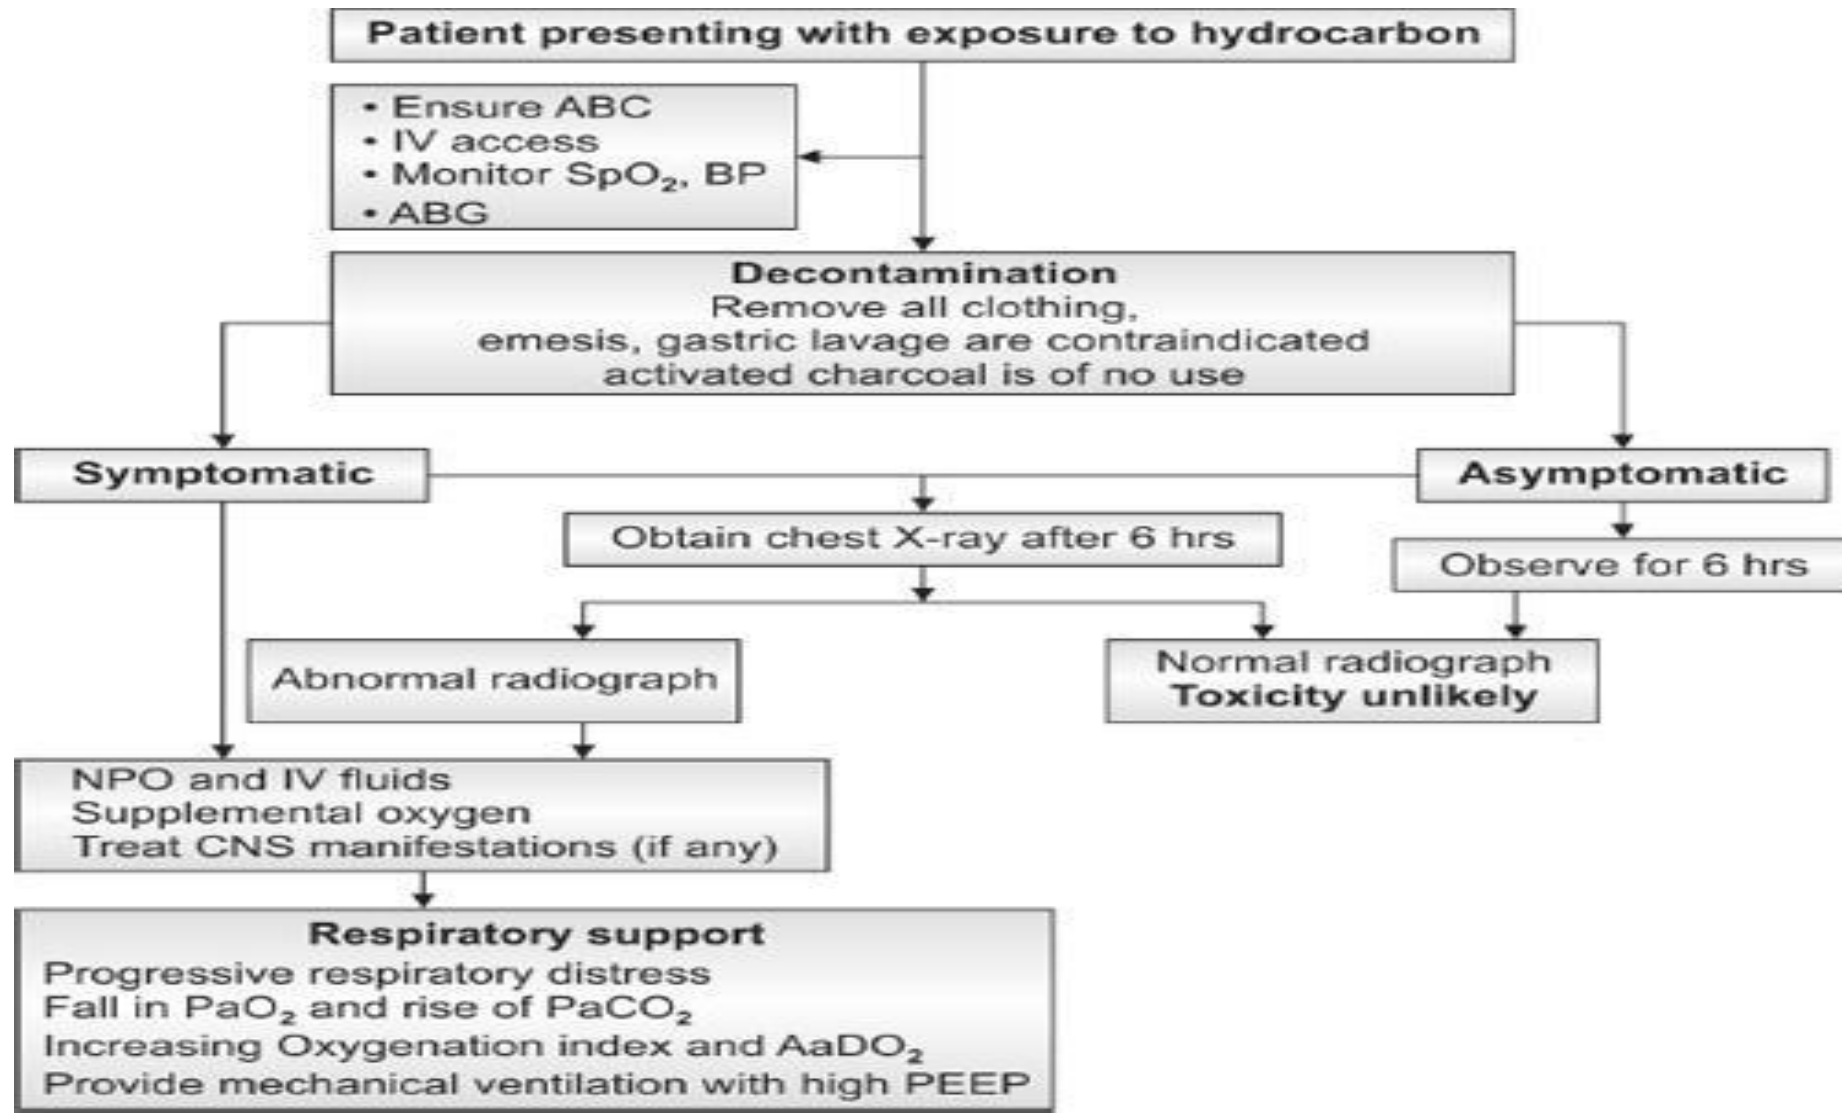 Patient presenting with exposure to hydrocarbon
• Ensure ABC
• IV access
• Monitor SpO₂, BP
• ABG
Decontamination
Remove all clothing,
emesis, gastric lavage are contraindicated
activated charcoal is of no use
Symptomatic
Asymptomatic
Obtain chest X-ray after 6 hrs
Observe for 6 hrs
Abnormal radiograph
Normal radiograph
Toxicity unlikely
NPO and IV fluids
Supplemental oxygen
Treat CNS manifestations (if any)
Respiratory support
Progressive respiratory distress
Fall in PaO₂ and rise of PaCO₂
Increasing Oxygenation index and AaDO₂
Provide mechanical ventilation with high PEEP